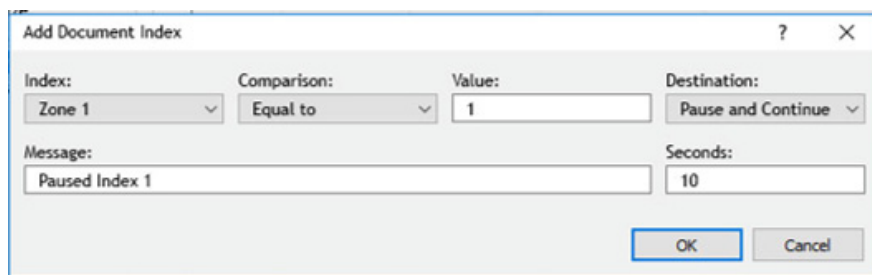 Add Document Index ?
Index: Comparison: Value: Destination:
Zone 1 Equal to 1 Pause and Continue
Message: Seconds:
Paused Index 1 10
OK Cancel